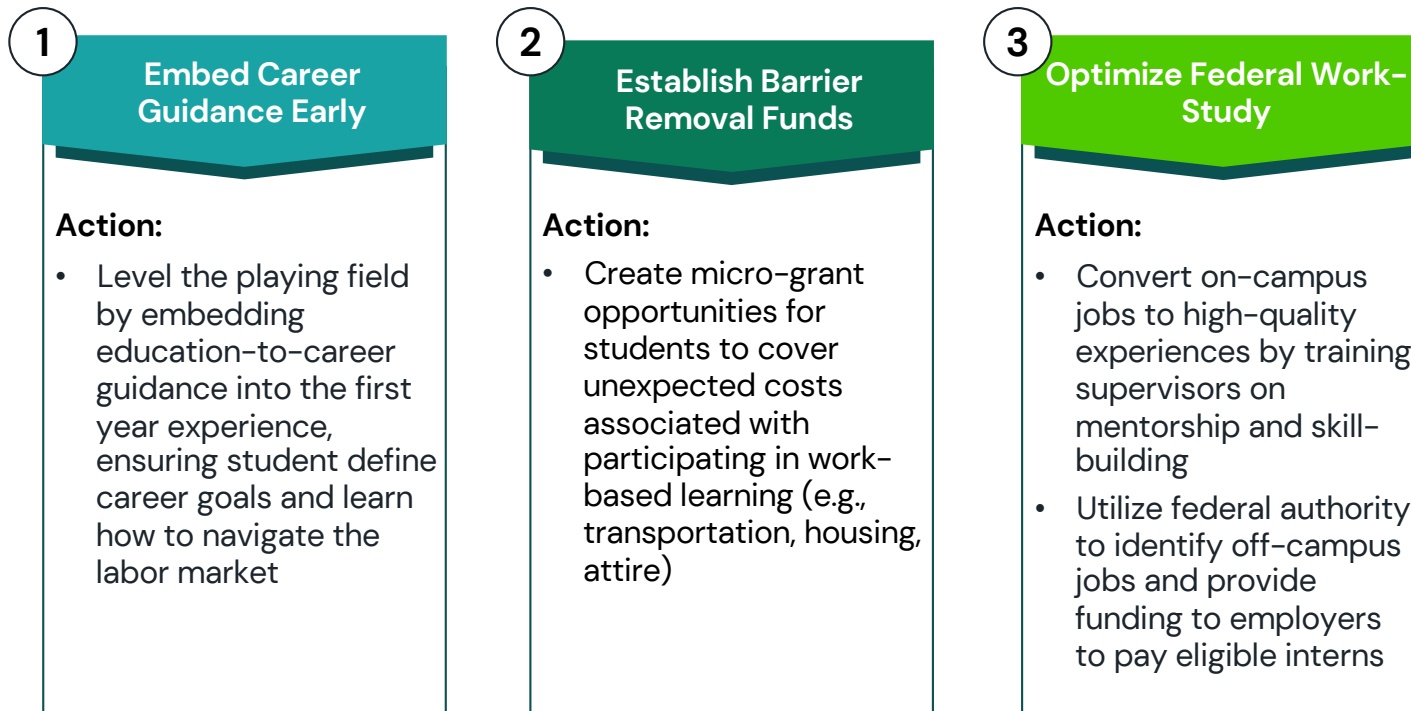 1
Embed Career
Guidance Early
Action:
• Level the playing field
by embedding
education-to-career
guidance into the first
year experience,
ensuring student define
career goals and learn
how to navigate the
labor market
2
Establish Barrier
Removal Funds
Action:
• Create micro-grant
opportunities for
students to cover
unexpected costs
associated with
participating in work-
based learning (e.g.,
transportation, housing,
attire)
3
Optimize Federal Work-
Study
Action:
• Convert on-campus
jobs to high-quality
experiences by training
supervisors on
mentorship and skill-
building
• Utilize federal authority
to identify off-campus
jobs and provide
funding to employers
to pay eligible interns